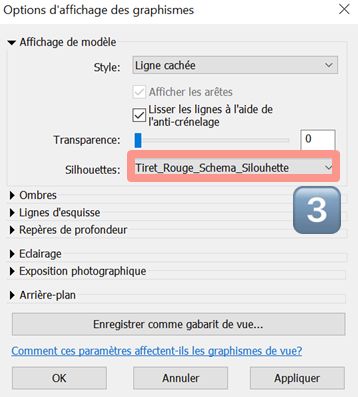 Options d'affichage des graphismes
Affichage de modèle
Style: Ligne cachée
Afficher les arêtes
Lisser les lignes à l'aide de
l'anti-crénelage
Transparence: 0
Silhouettes: Tiret_Rouge_Schema_Silouhette
Ombres
3
Lignes d'esquisse
Repères de profondeur
Eclairage
Exposition photographique
Arrière-plan
Enregistrer comme gabarit de vue...
Comment ces paramètres affectent-ils les graphismes de vue?
OK Annuler Appliquer